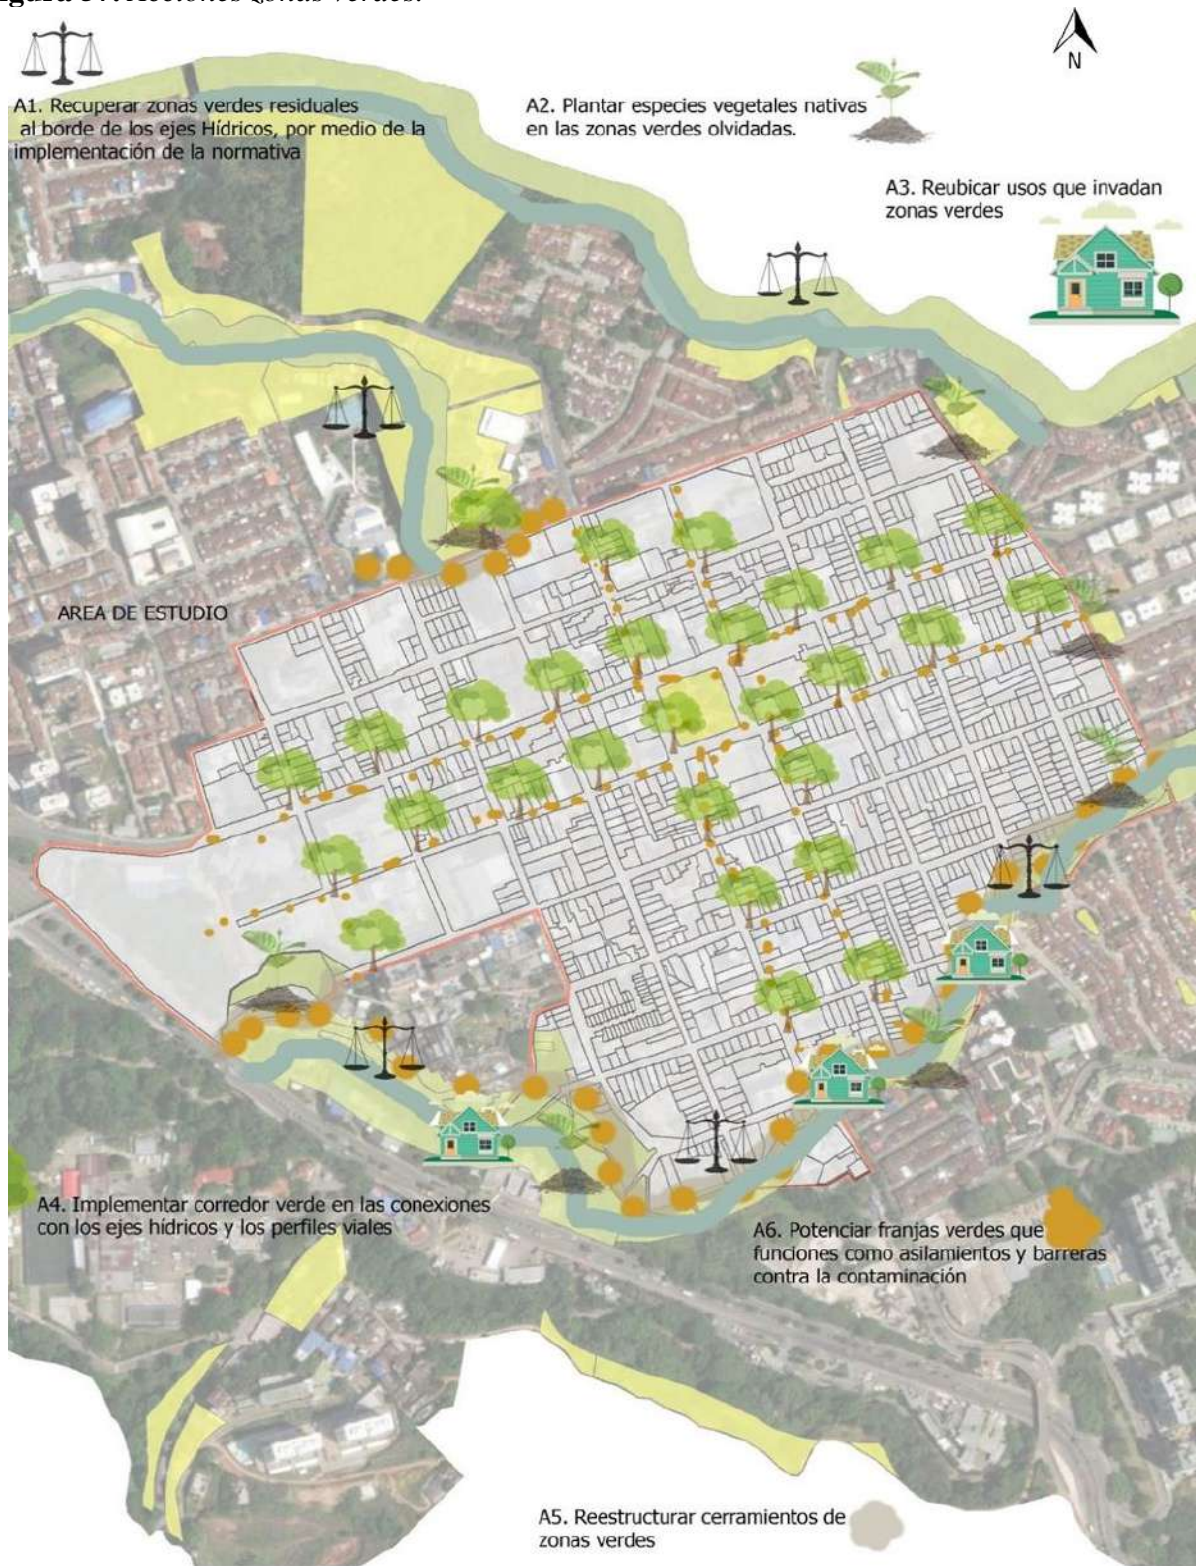 A1. Recuperar zonas verdes residuales
al borde de los ejes Hídricos, por medio de la
implementación de la normativa
A2. Plantar especies vegetales nativas
en las zonas verdes olvidadas.
N
A3. Reubicar usos que invadan
zonas verdes
AREA DE ESTUDIO
A4. Implementar corredor verde en las conexiones
con los ejes hídricos y los perfiles viales
A6. Potenciar franjas verdes que
funciones como asilamientos y barreras
contra la contaminación
A5. Reestructurar cerramientos de
zonas verdes